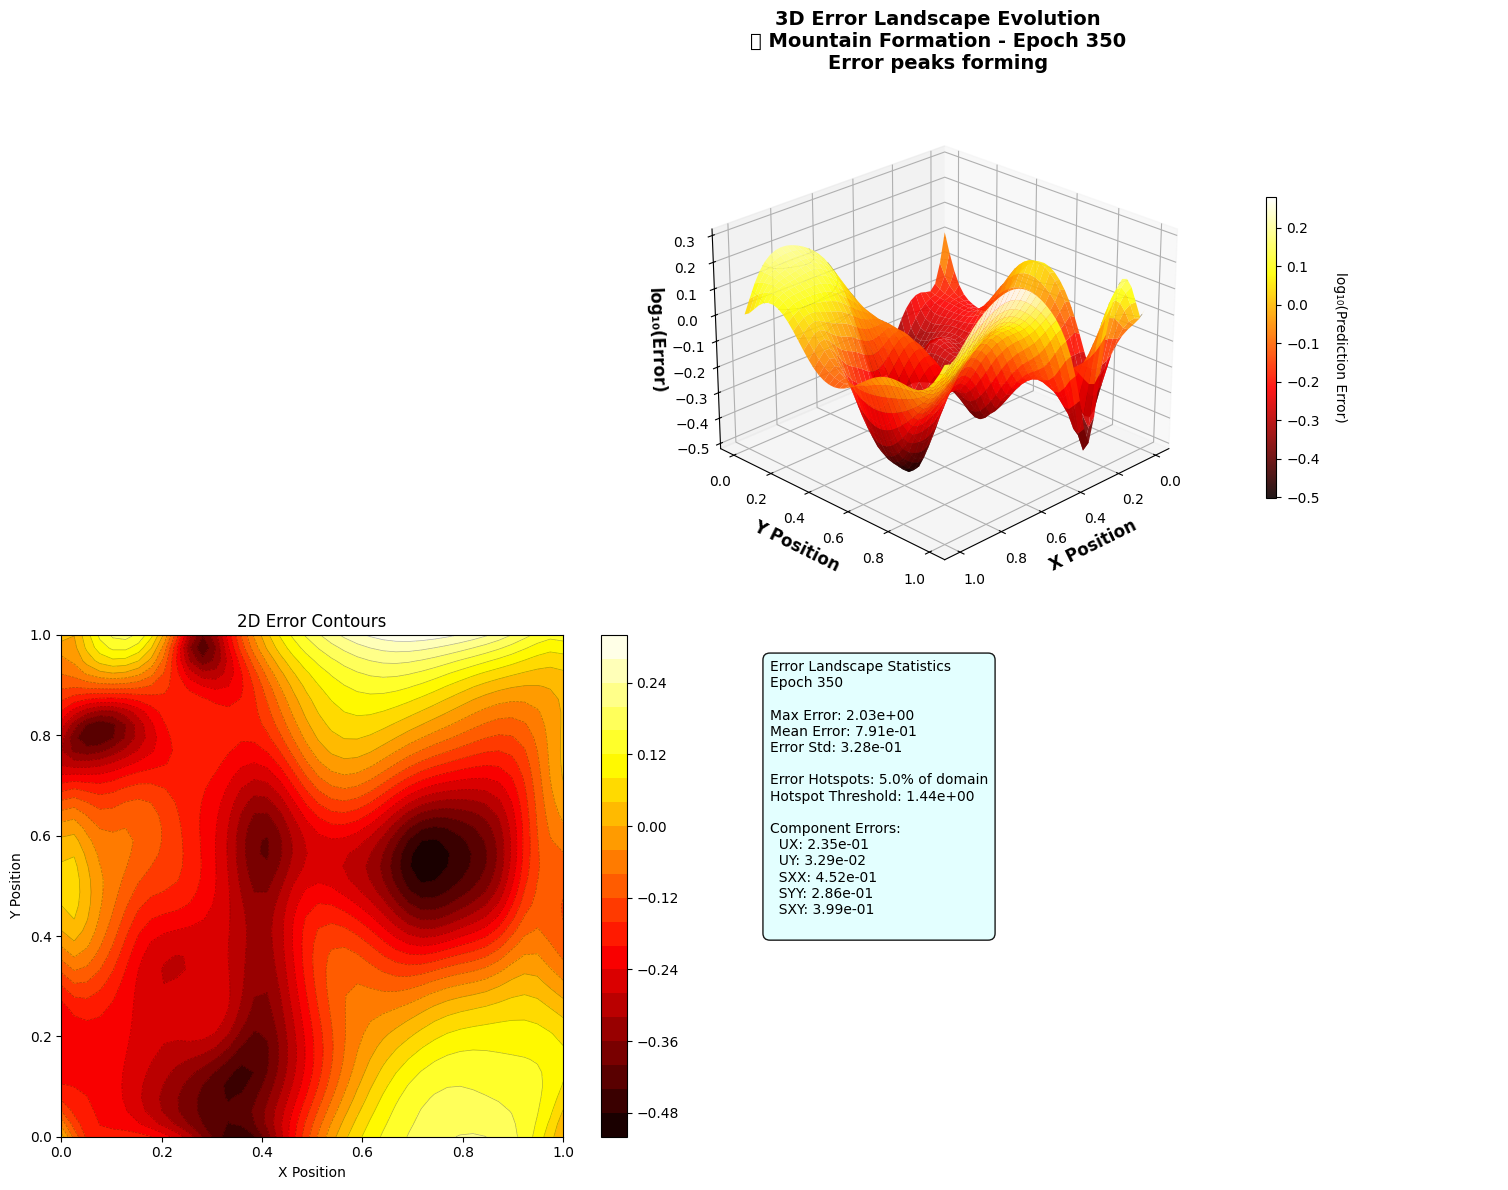 3D Error Landscape Evolution
▯ Mountain Formation - Epoch 350
Error peaks forming
0.3
0.2
0.1
0.0
−0.1
−0.2
−0.3
−0.4
−0.5
log₁₀(Error)
0.0
0.2
0.4
0.6
0.8
1.0
Y Position
1.0
0.8
0.6
0.4
0.2
0.0
X Position
0.2
0.1
0.0
−0.1
−0.2
−0.3
−0.4
−0.5
log₁₀(Prediction Error)
2D Error Contours
1.0
0.8
0.6
0.4
0.2
0.0
Y Position
0.0 0.2 0.4 0.6 0.8 1.0
X Position
0.24
0.12
0.00
−0.12
−0.24
−0.36
−0.48
Error Landscape Statistics
Epoch 350
Max Error: 2.03e+00
Mean Error: 7.91e-01
Error Std: 3.28e-01
Error Hotspots: 5.0% of domain
Hotspot Threshold: 1.44e+00
Component Errors:
UX: 2.35e-01
UY: 3.29e-02
SXX: 4.52e-01
SYY: 2.86e-01
SXY: 3.99e-01